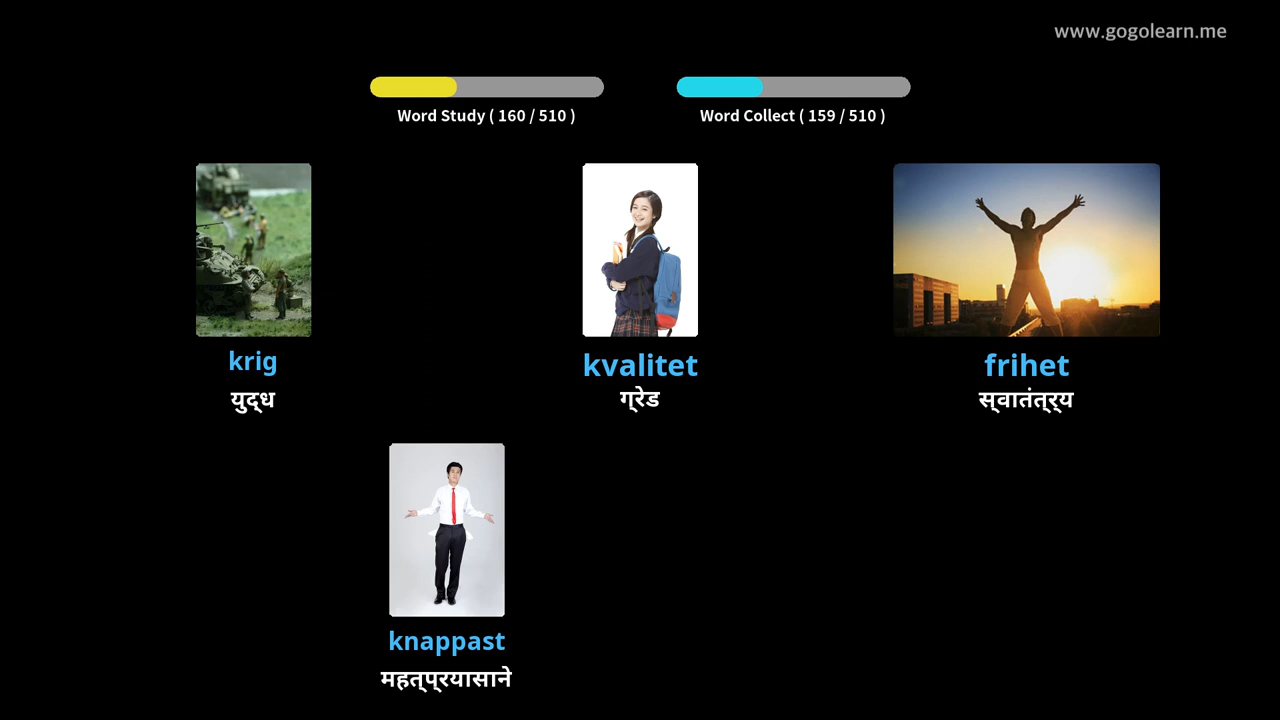 www.gogolearn.me
Word Study ( 160 / 510 )
Word Collect ( 159 / 510 )
krig
kvalitet
frihet
युद्ध
ग्रेड
स्वातंत्र्य
knappast
महत्प्रयासाने